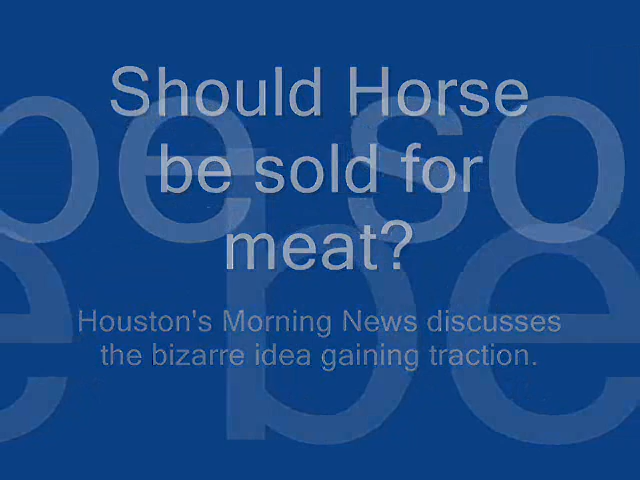 Should Horse
be sold for
meat?
Houston's Morning News discusses
the bizarre idea gaining traction.